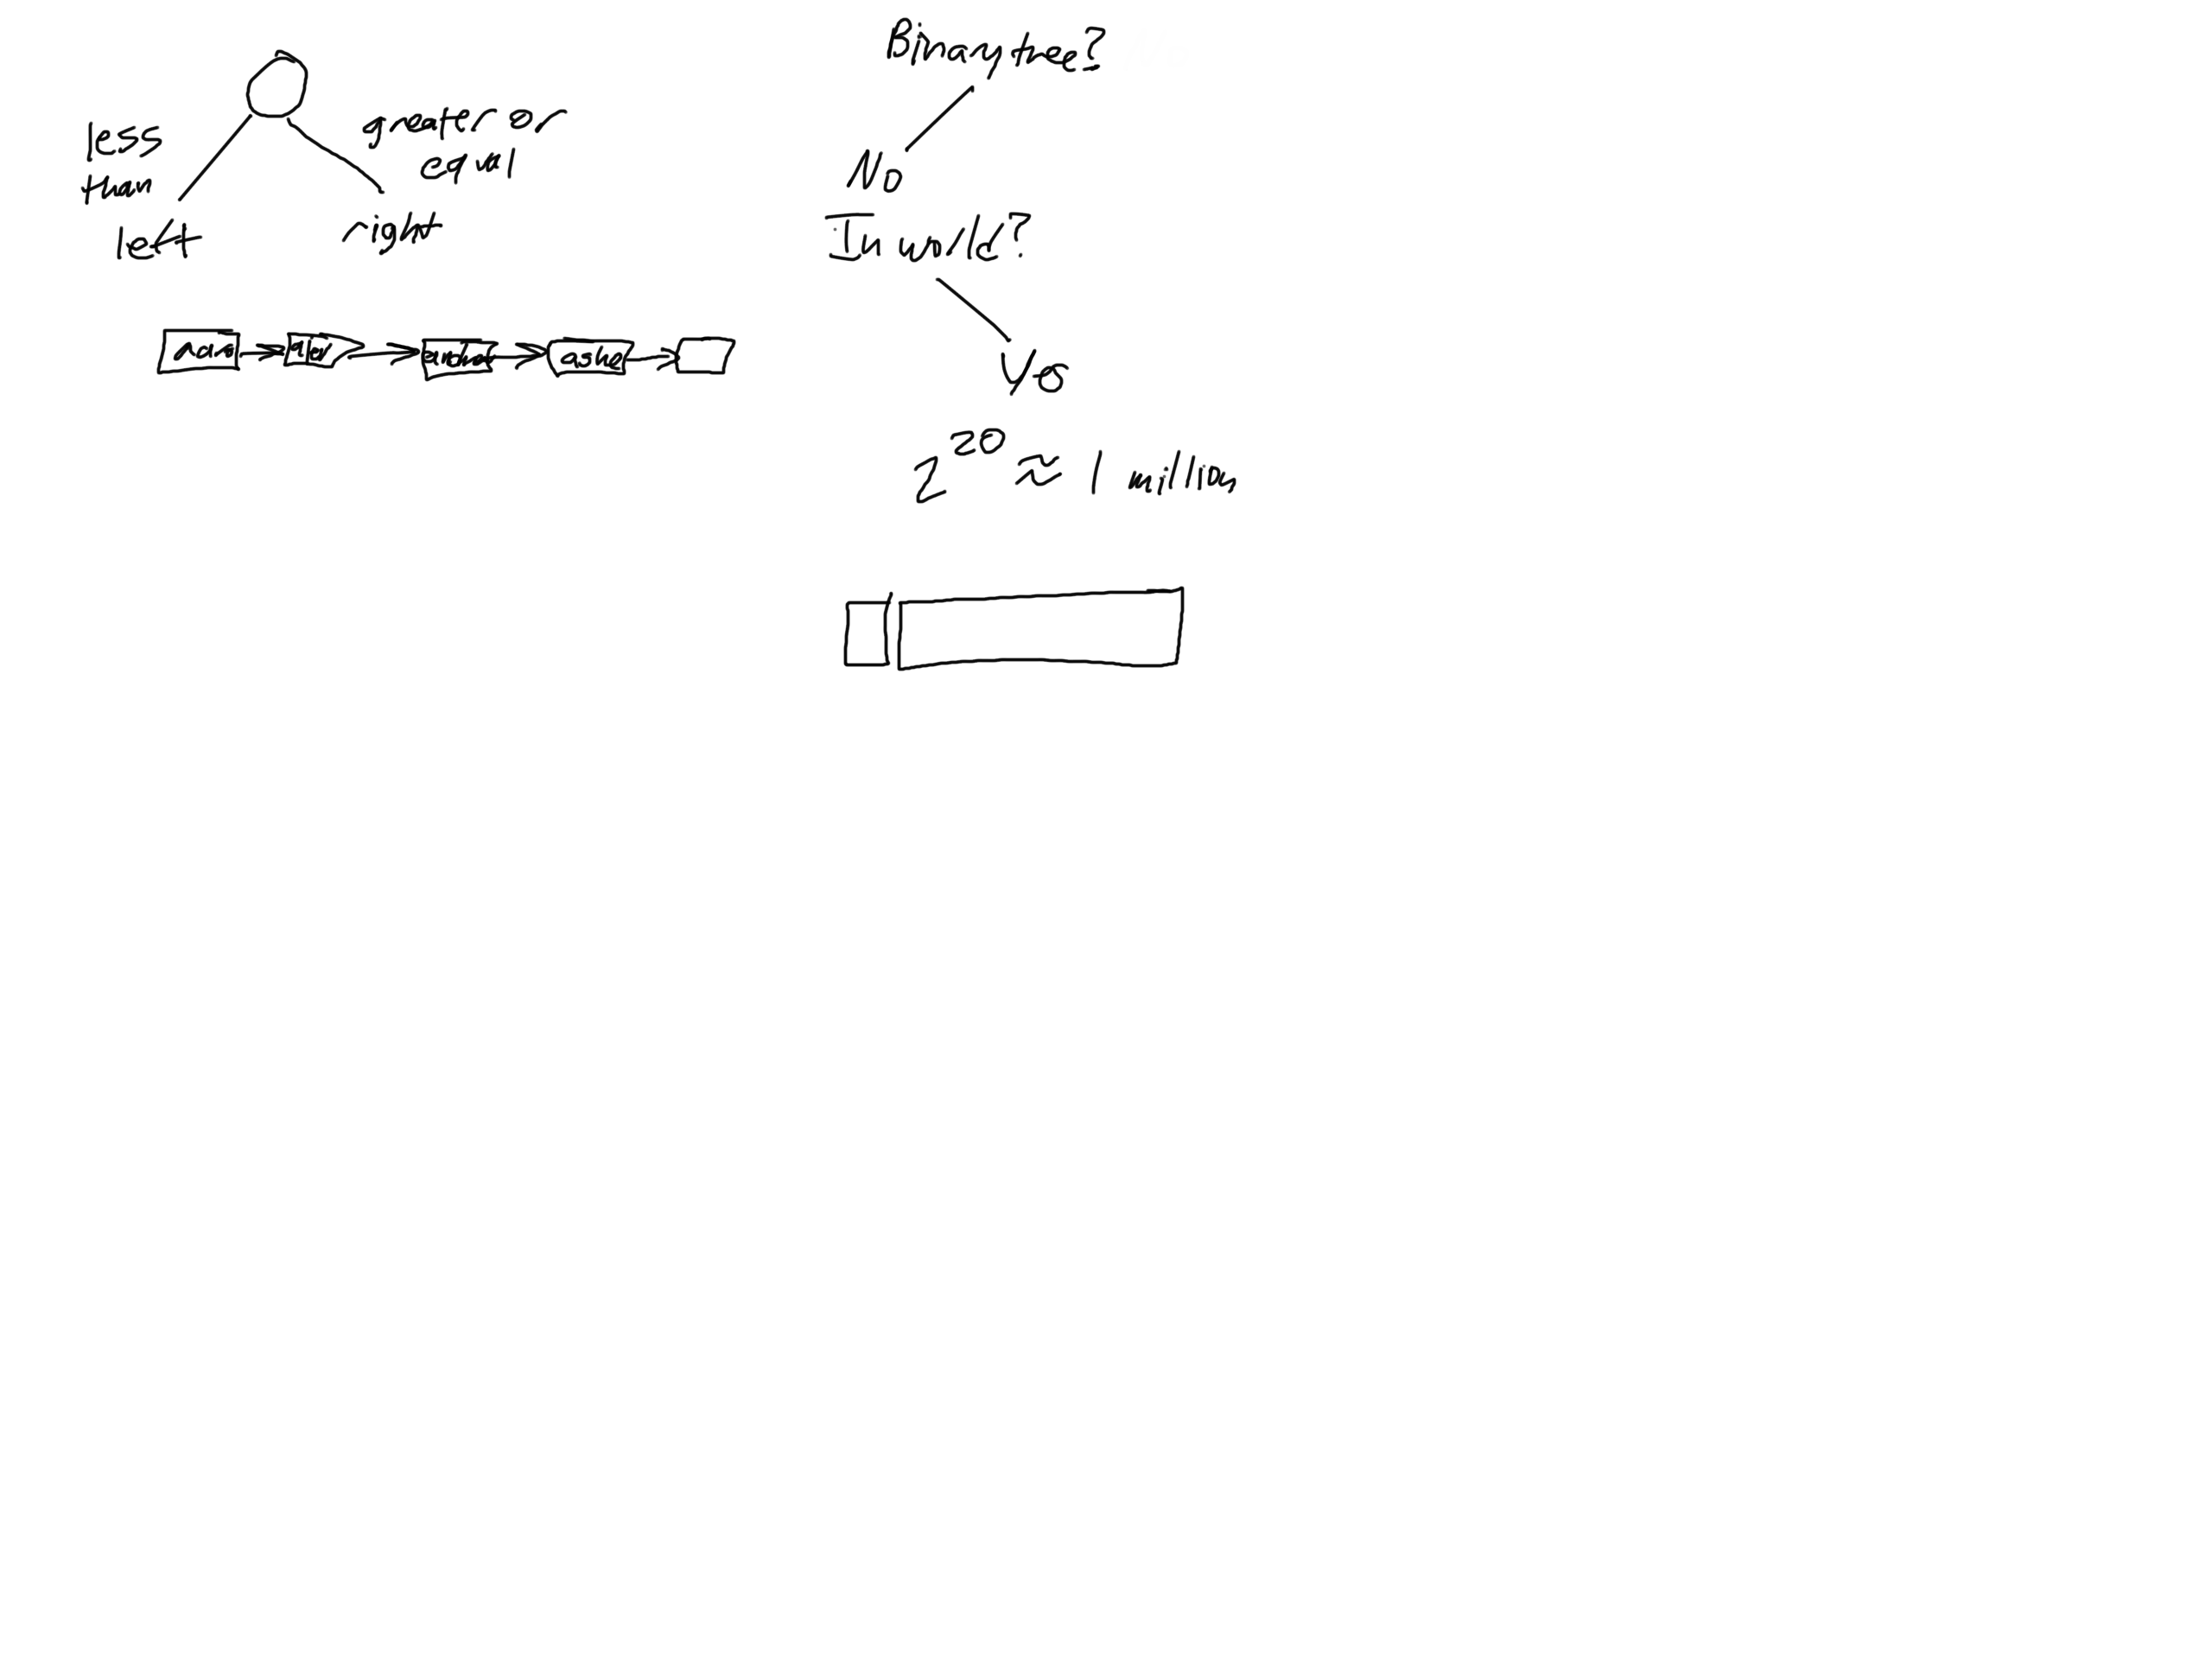 less
than
left
greater or
equal
right
ashe
Binary tree?
No
In world?
Yes
2^20 ≈ 1 million